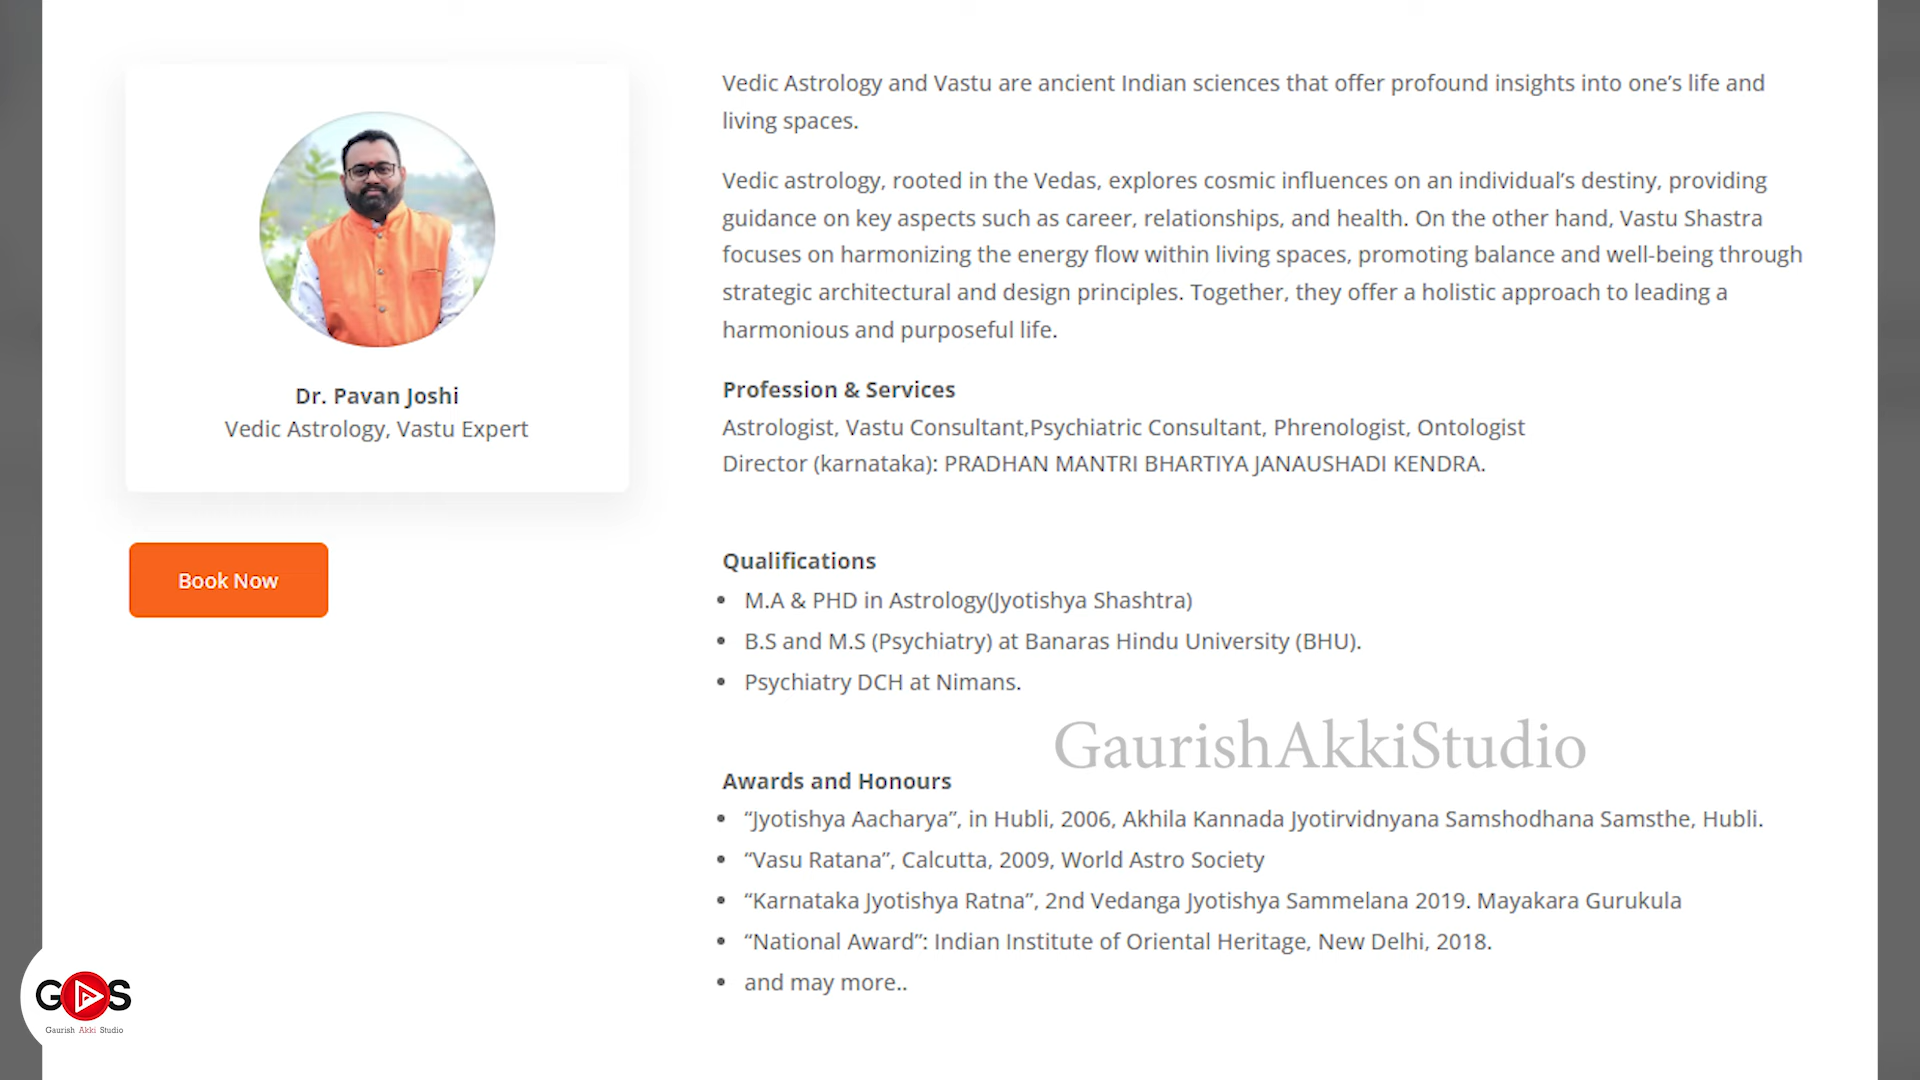 Vedic Astrology and Vastu are ancient Indian sciences that offer profound insights into one’s life and
living spaces.
Vedic astrology, rooted in the Vedas, explores cosmic influences on an individual’s destiny, providing
guidance on key aspects such as career, relationships, and health. On the other hand, Vastu Shastra
focuses on harmonizing the energy flow within living spaces, promoting balance and well-being through
strategic architectural and design principles. Together, they offer a holistic approach to leading a
harmonious and purposeful life.
Dr. Pavan Joshi
Vedic Astrology, Vastu Expert
Book Now
Profession & Services
Astrologist, Vastu Consultant,Psychiatric Consultant, Phrenologist, Ontologist
Director (karnataka): PRADHAN MANTRI BHARTIYA JANAUSHADI KENDRA.
Qualifications
• M.A & PHD in Astrology(Jyotishya Shashtra)
• B.S and M.S (Psychiatry) at Banaras Hindu University (BHU).
• Psychiatry DCH at Nimans.
GaurishAkkiStudio
Awards and Honours
• “Jyotishya Aacharya”, in Hubli, 2006, Akhila Kannada Jyotirvidnyana Samshodhana Samsthe, Hubli.
• “Vasu Ratana”, Calcutta, 2009, World Astro Society
• “Karnataka Jyotishya Ratna”, 2nd Vedanga Jyotishya Sammelana 2019. Mayakara Gurukula
• “National Award”: Indian Institute of Oriental Heritage, New Delhi, 2018.
• and may more..
GAS
Gaurish Akki Studio